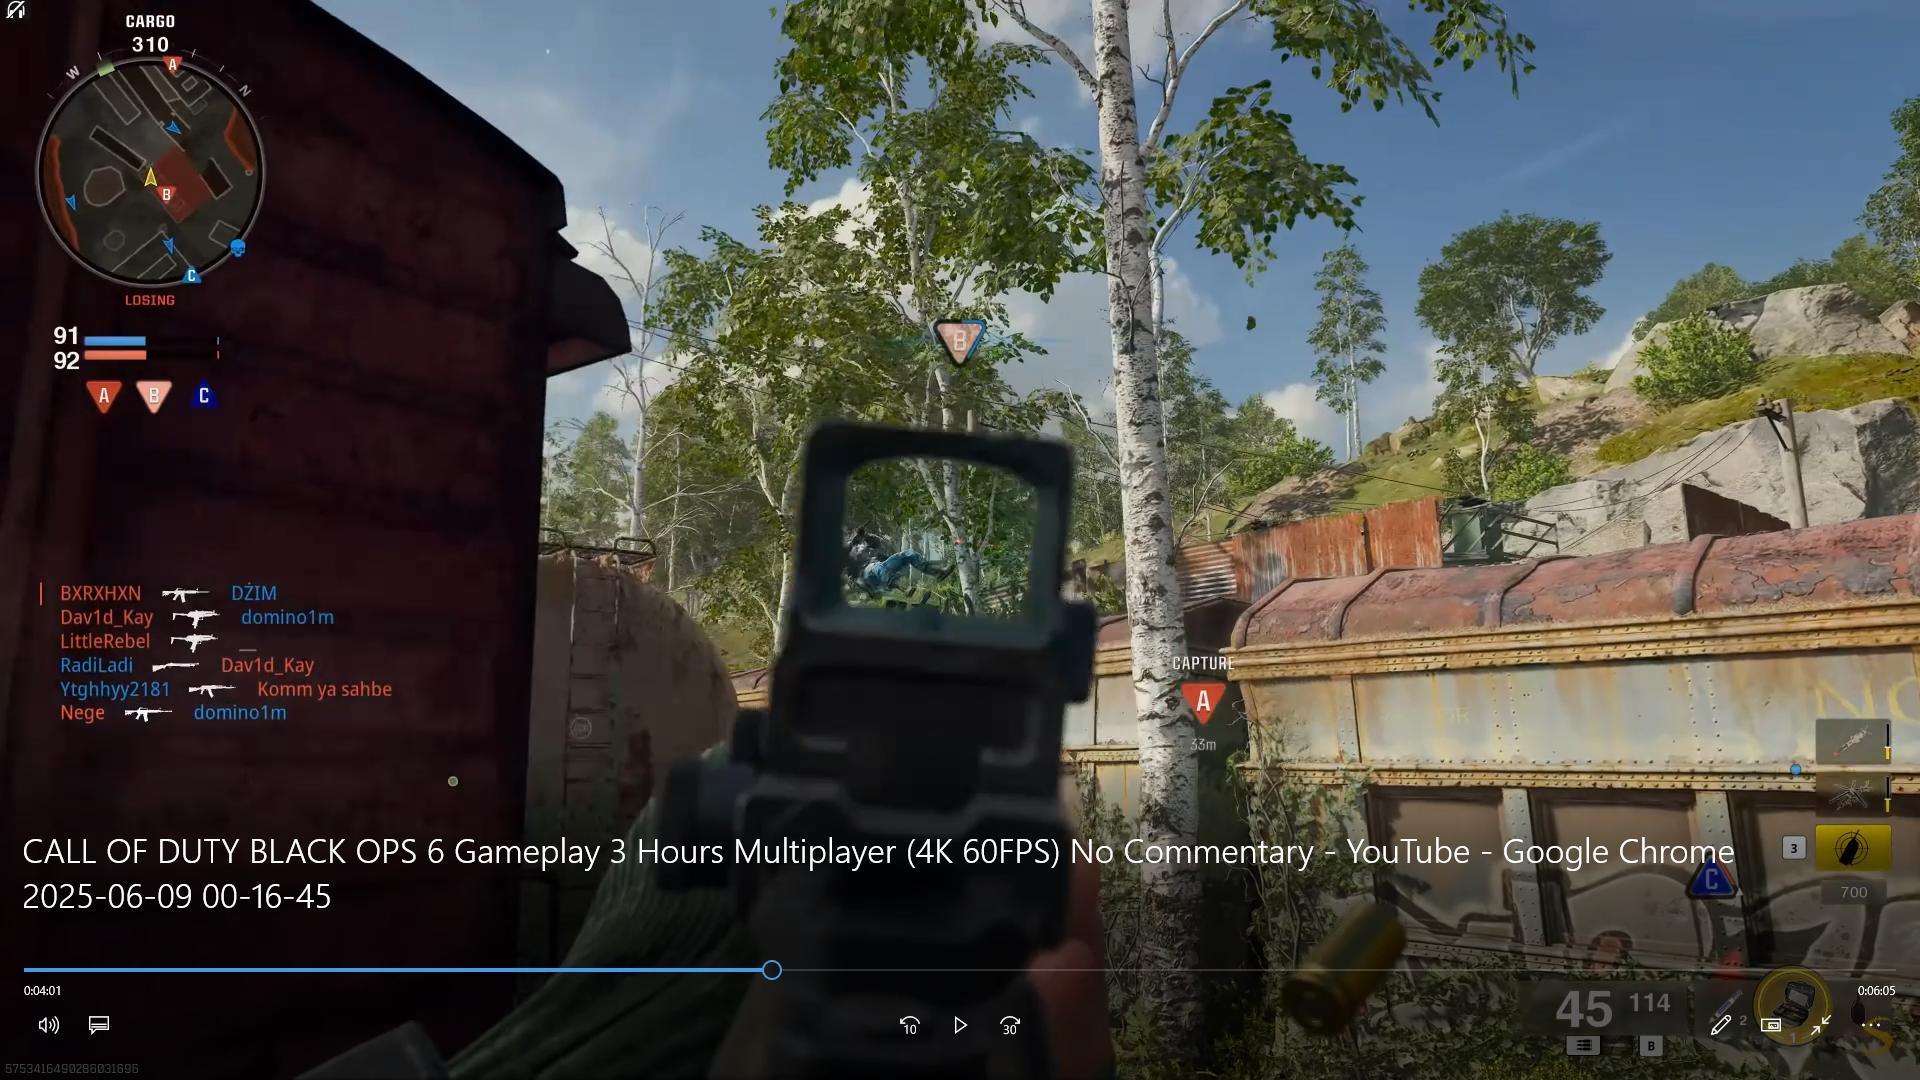 CARGO
310
W
A
N
B
C
LOSING
91
92
A B C
B
BXRXHXN DŻIM
Dav1d_Kay domino1m
LittleRebel __
RadiLadi Dav1d_Kay
Ytghhyy2181 Komm ya sahbe
Nege domino1m
CAPTURE
A
33m
CALL OF DUTY BLACK OPS 6 Gameplay 3 Hours Multiplayer (4K 60FPS) No Commentary - YouTube - Google Chrome
2025-06-09 00-16-45
3
C
700
0:04:01
0:06:05
10
30
45 114
2
B
5753416490286031696